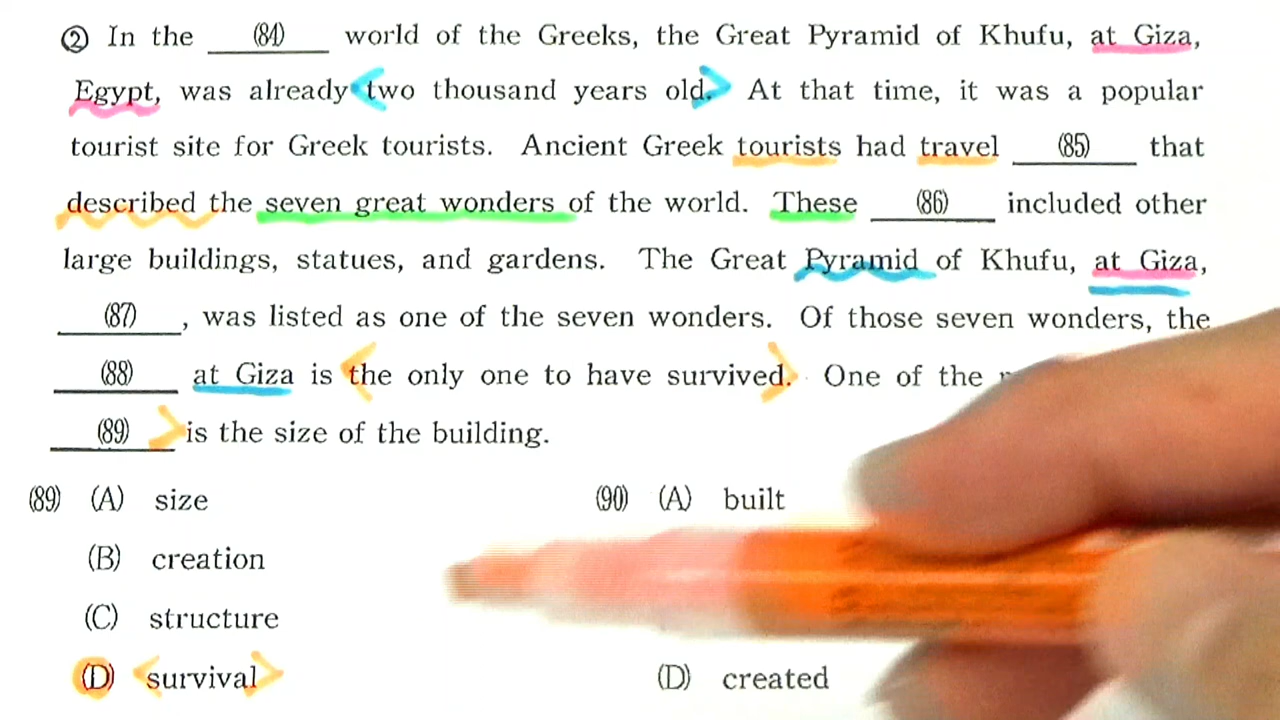 ② In the (84) world of the Greeks, the Great Pyramid of Khufu, at Giza,
Egypt, was already two thousand years old. At that time, it was a popular
tourist site for Greek tourists. Ancient Greek tourists had travel (85) that
described the seven great wonders of the world. These (86) included other
large buildings, statues, and gardens. The Great Pyramid of Khufu, at Giza,
(87), was listed as one of the seven wonders. Of those seven wonders, the
(88) at Giza is the only one to have survived. One of the
(89) is the size of the building.
(89) (A) size
(B) creation
(C) structure
(D) survival
(90) (A) built
(D) created